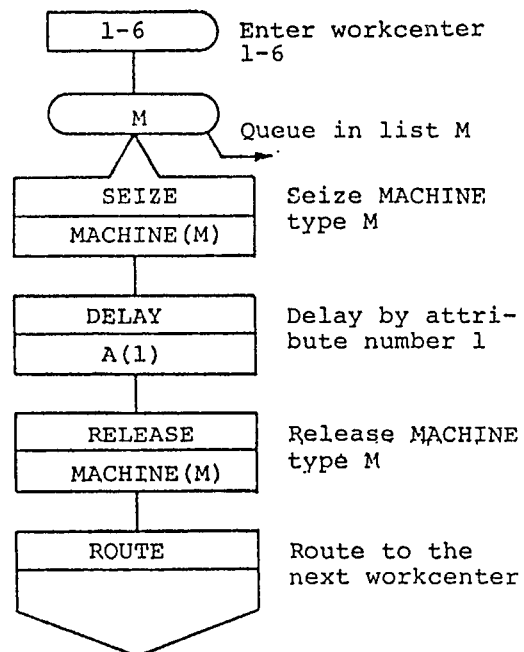 1-6
Enter workcenter
1-6
M
Queue in list M
SEIZE
MACHINE(M)
Seize MACHINE
type M
DELAY
A(1)
Delay by attri-
bute number 1
RELEASE
MACHINE(M)
Release MACHINE
type M
ROUTE
Route to the
next workcenter